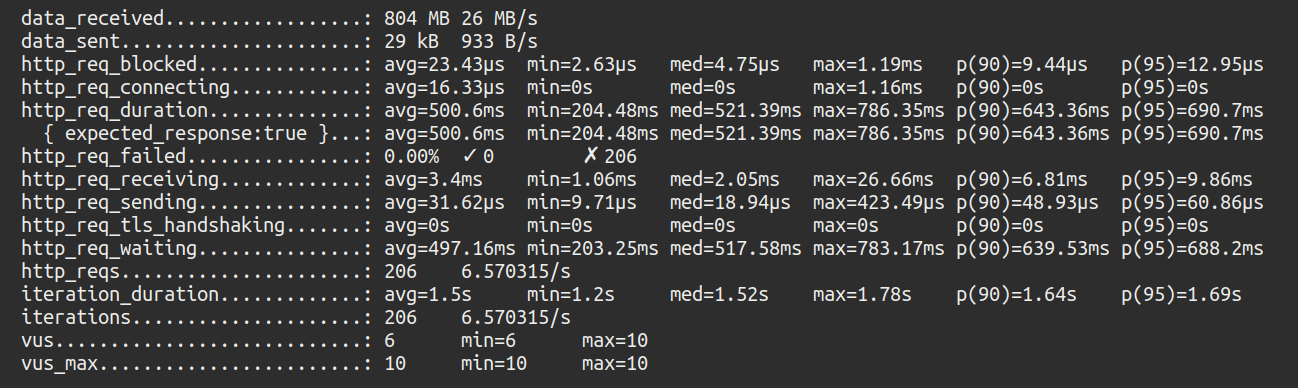 data_received..................: 804 MB 26 MB/s
data_sent......................: 29 kB  933 B/s
http_req_blocked...............: avg=23.43µs  min=2.63µs   med=4.75µs   max=1.19ms   p(90)=9.44µs   p(95)=12.95µs
http_req_connecting............: avg=16.33µs  min=0s       med=0s       max=1.16ms   p(90)=0s       p(95)=0s
http_req_duration..............: avg=500.6ms  min=204.48ms med=521.39ms max=786.35ms p(90)=643.36ms p(95)=690.7ms
  { expected_response:true }...: avg=500.6ms  min=204.48ms med=521.39ms max=786.35ms p(90)=643.36ms p(95)=690.7ms
http_req_failed................: 0.00%  ✓ 0        ✗ 206
http_req_receiving.............: avg=3.4ms    min=1.06ms   med=2.05ms   max=26.66ms  p(90)=6.81ms   p(95)=9.86ms
http_req_sending...............: avg=31.62µs  min=9.71µs   med=18.94µs  max=423.49µs p(90)=48.93µs  p(95)=60.86µs
http_req_tls_handshaking.......: avg=0s       min=0s       med=0s       max=0s       p(90)=0s       p(95)=0s
http_req_waiting...............: avg=497.16ms min=203.25ms med=517.58ms max=783.17ms p(90)=639.53ms p(95)=688.2ms
http_reqs......................: 206    6.570315/s
iteration_duration.............: avg=1.5s     min=1.2s     med=1.52s    max=1.78s    p(90)=1.64s    p(95)=1.69s
iterations.....................: 206    6.570315/s
vus............................: 6      min=6      max=10
vus_max........................: 10     min=10     max=10